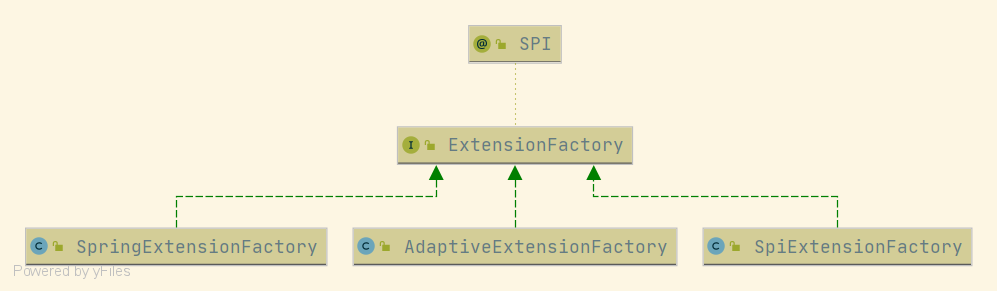 @ SPI
I ExtensionFactory
C SpringExtensionFactory
C AdaptiveExtensionFactory
C SpiExtensionFactory
Powered by yFiles